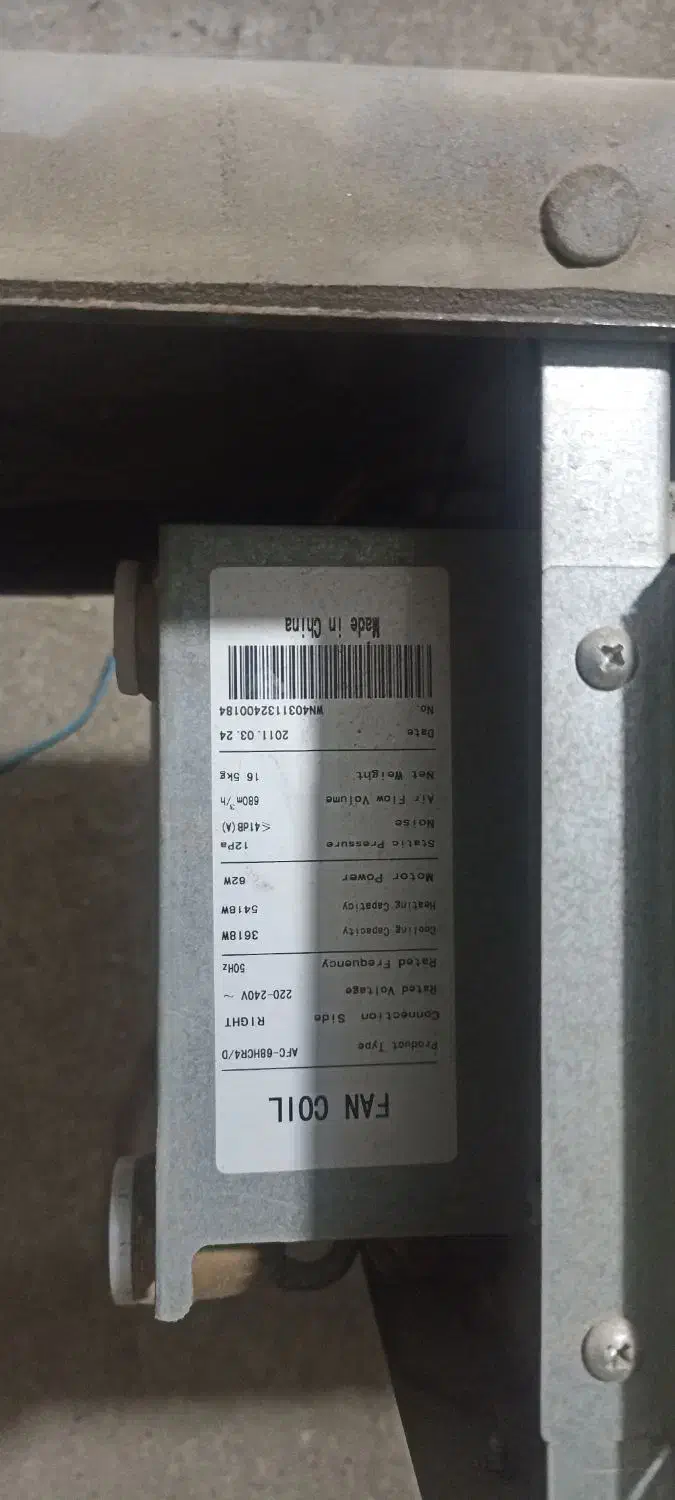 FAN COIL
Product Type AFC-68HCR4/D
Connection Side RIGHT
Rated Voltage 220-240V ~
Rated Frequency 50Hz
Cooling Capacity 3618W
Heating Capaticy 5418W
Motor Power 62W
Static Pressure 12Pa
Noise ≤41dB(A)
Air Flow Volume 680m³/h
Net Weight 16.5kg
Date 2011.03.24
No. WN4031132400184
Made in China